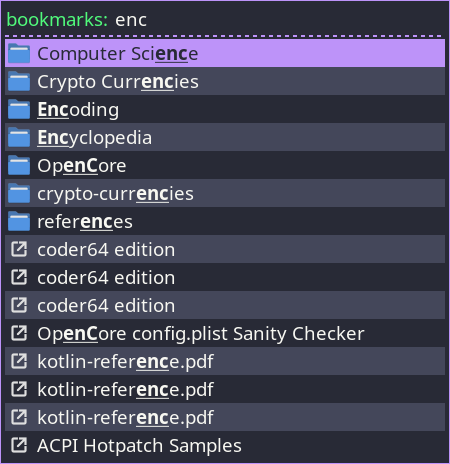 bookmarks: enc
Computer Science
Crypto Currencies
Encoding
Encyclopedia
OpenCore
crypto-currencies
references
coder64 edition
coder64 edition
coder64 edition
OpenCore config.plist Sanity Checker
kotlin-reference.pdf
kotlin-reference.pdf
kotlin-reference.pdf
ACPI Hotpatch Samples